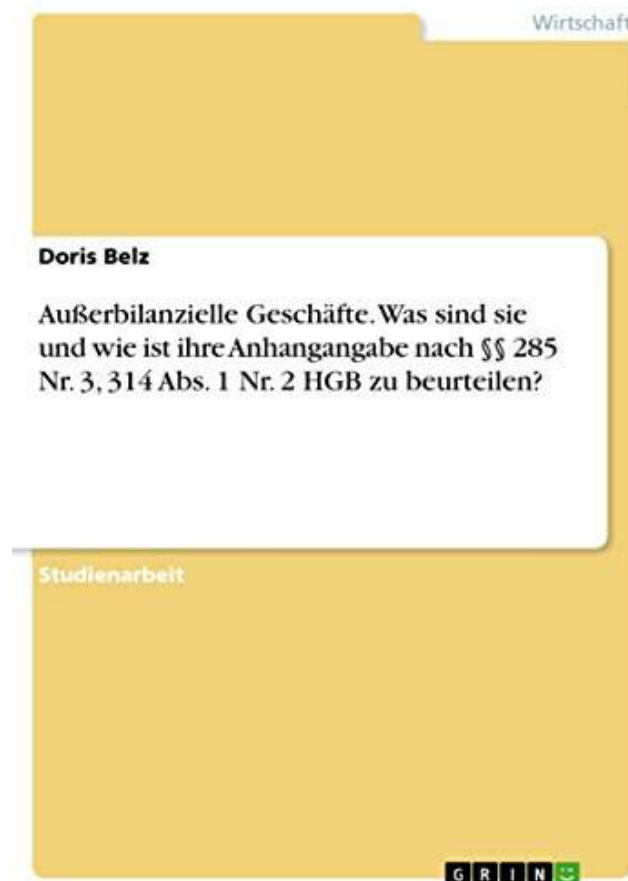 Wirtschaft
Doris Belz
Außerbilanzielle Geschäfte. Was sind sie
und wie ist ihre Anhangangabe nach §§ 285
Nr. 3, 314 Abs. 1 Nr. 2 HGB zu beurteilen?
Studienarbeit
GRIN